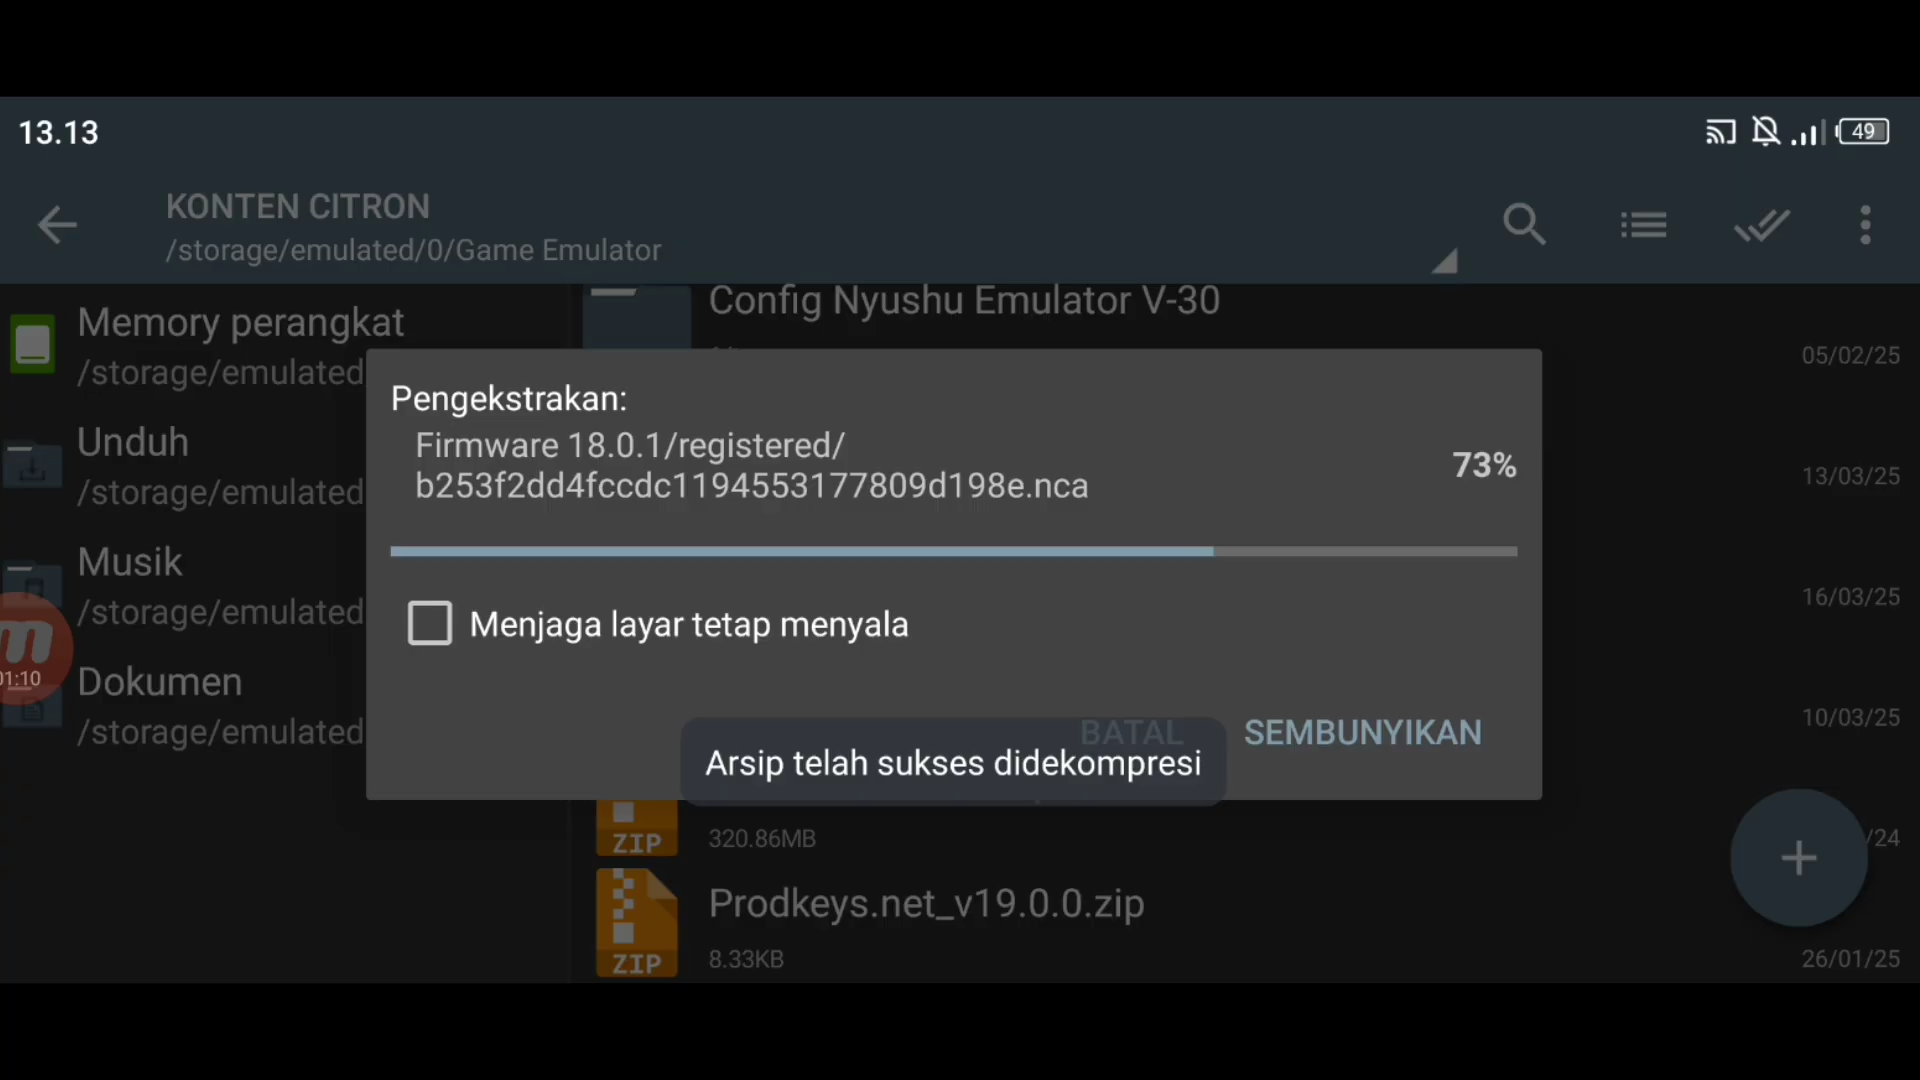 13.13
49
KONTEN CITRON
/storage/emulated/0/Game Emulator
Memory perangkat
/storage/emulated
Unduh
/storage/emulated
Musik
/storage/emulated
01:10
Dokumen
/storage/emulated
Config Nyushu Emulator V-30
05/02/25
13/03/25
16/03/25
10/03/25
Pengekstrakan:
Firmware 18.0.1/registered/
b253f2dd4fccdc1194553177809d198e.nca
73%
Menjaga layar tetap menyala
BATAL
SEMBUNYIKAN
Arsip telah sukses didekompresi
ZIP
320.86MB
/24
Prodkeys.net_v19.0.0.zip
ZIP
8.33KB
26/01/25